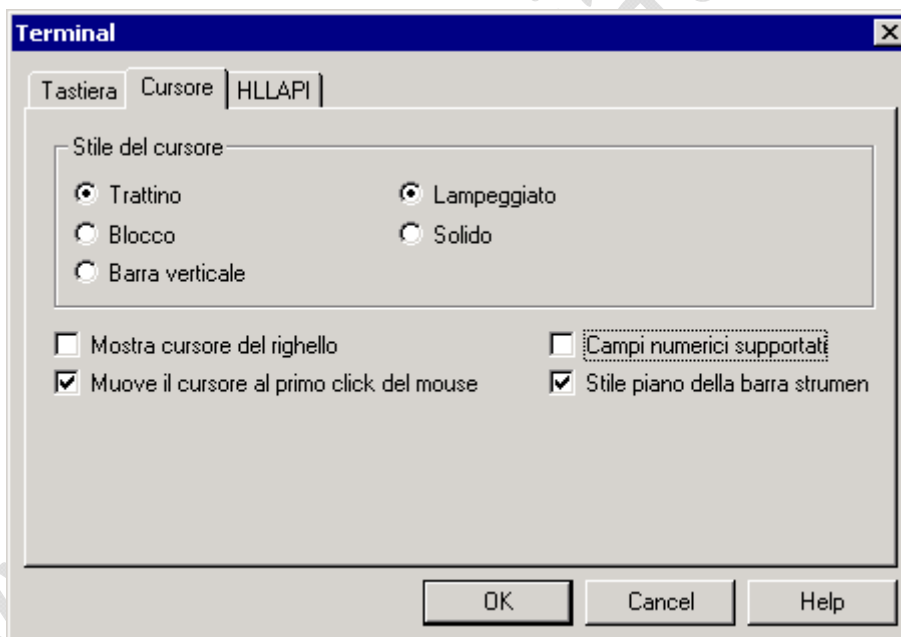 Terminal
Tastiera Cursore HLLAPI
Stile del cursore
Trattino Lampeggiato
Blocco Solido
Barra verticale
Mostra cursore del righello Campi numerici supportati
Muove il cursore al primo click del mouse Stile piano della barra strumen
OK Cancel Help